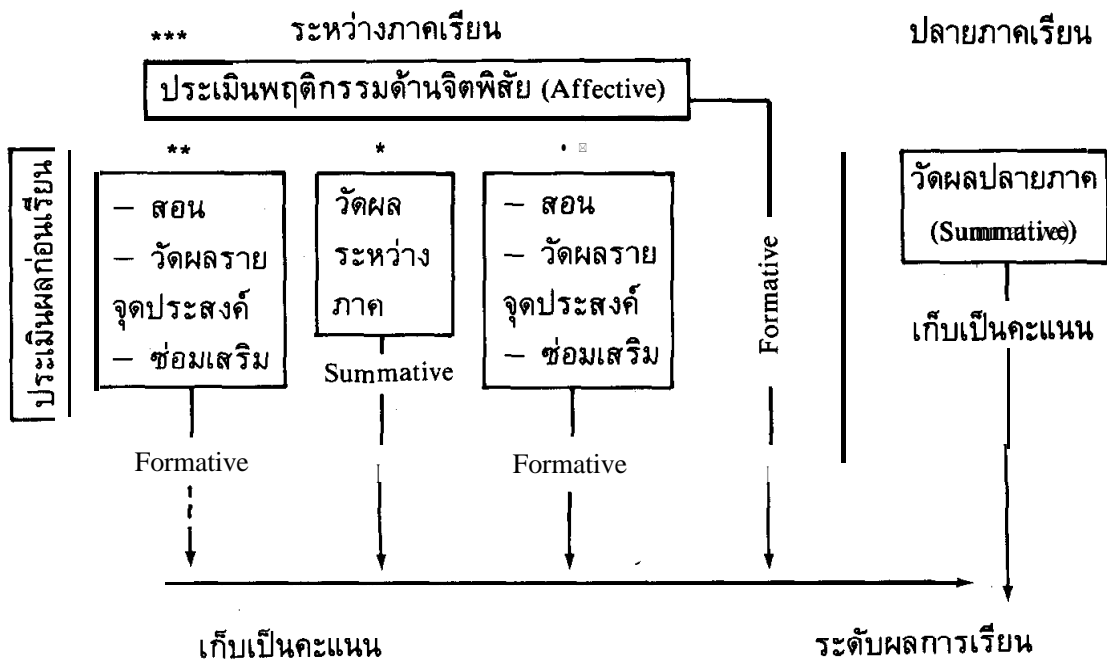 *** ระหว่างภาคเรียน
ปลายภาคเรียน
ประเมินพฤติกรรมด้านจิตพิสัย (Affective)
ประเมินผลก่อนเรียน
**
– สอน
– วัดผลราย
จุดประสงค์
– ซ่อมเสริม
Formative
*
วัดผล
ระหว่าง
ภาค
Summative
– สอน
– วัดผลราย
จุดประสงค์
– ซ่อมเสริม
Formative
Formative
วัดผลปลายภาค
(Summative)
เก็บเป็นคะแนน
เก็บเป็นคะแนน
ระดับผลการเรียน